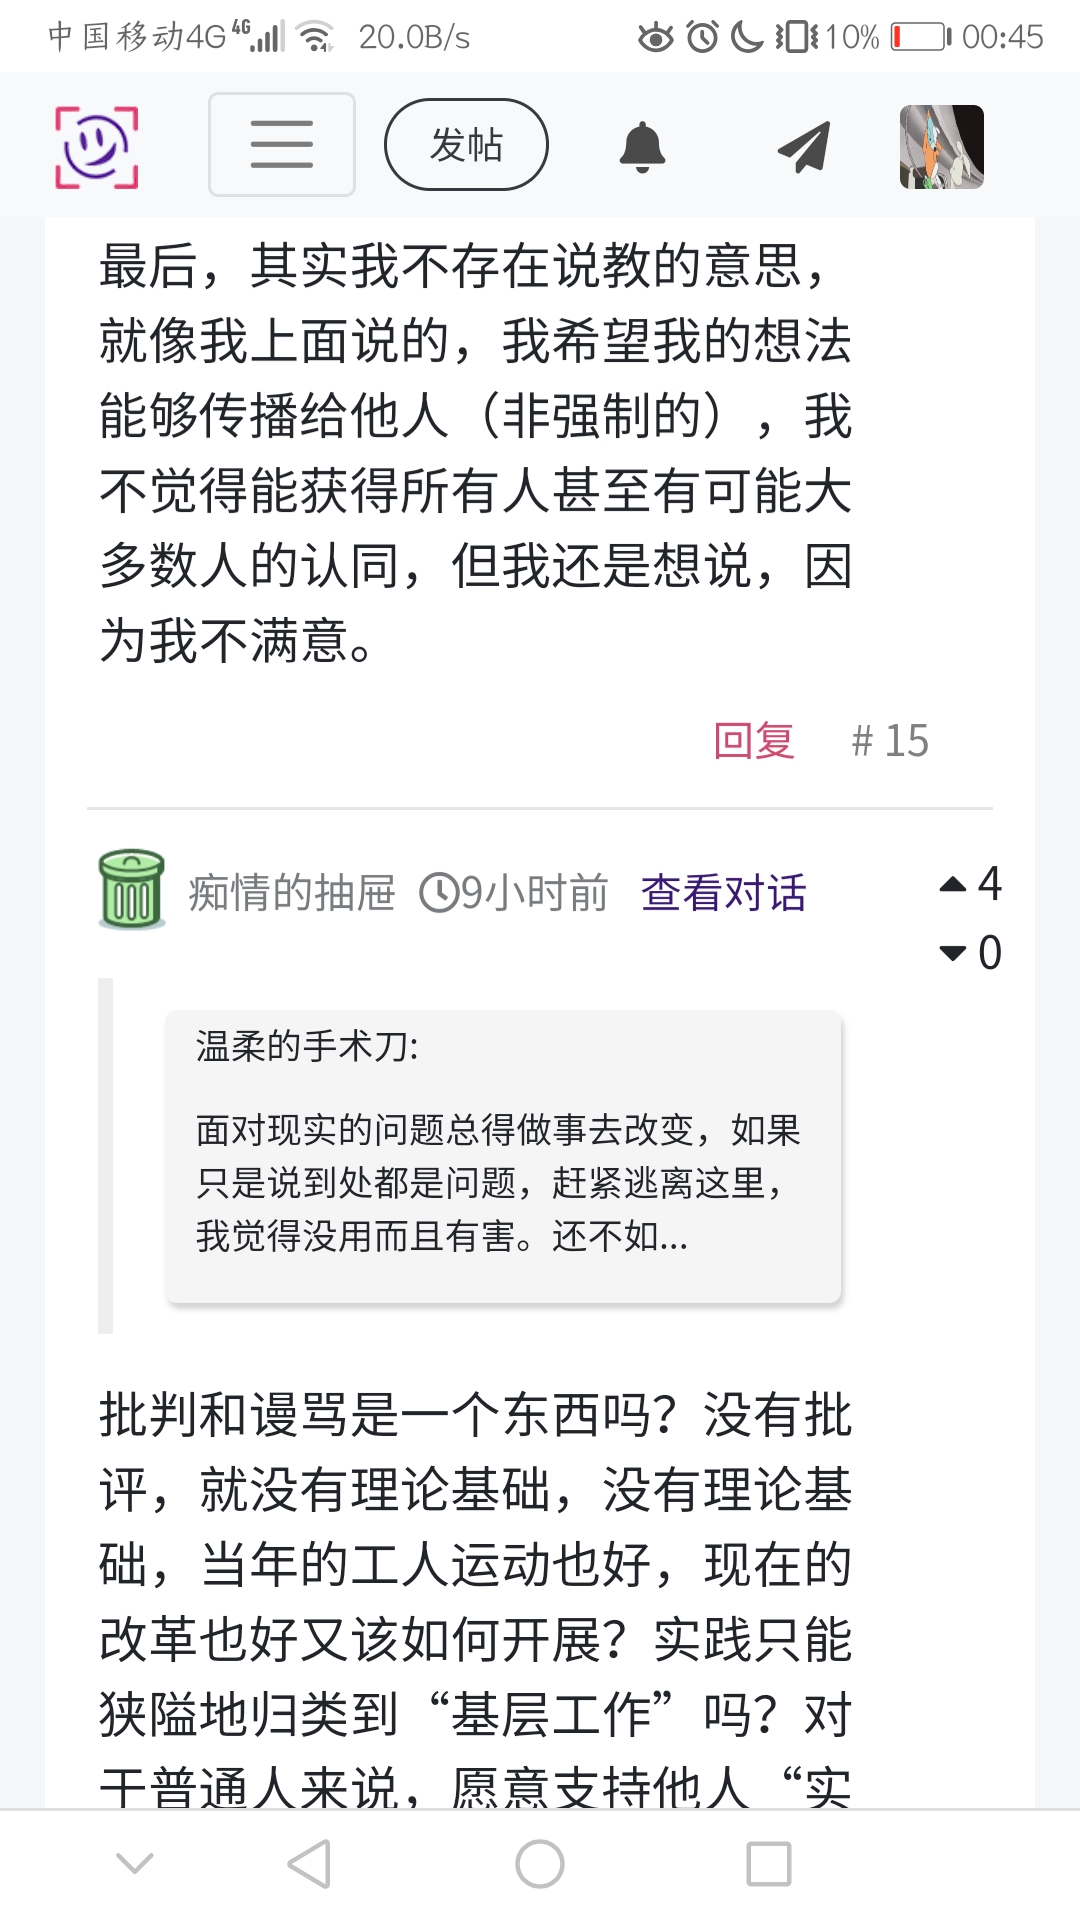 中国移动4G 4G 20.0B/s 10% 00:45
发帖
最后，其实我不存在说教的意思，
就像我上面说的，我希望我的想法
能够传播给他人（非强制的），我
不觉得能获得所有人甚至有可能大
多数人的认同，但我还是想说，因
为我不满意。
回复 # 15
痴情的抽屉 9小时前 查看对话 4
0
温柔的手术刀:
面对现实的问题总得做事去改变，如果
只是说到处都是问题，赶紧逃离这里，
我觉得没用而且有害。还不如...
批判和谩骂是一个东西吗？没有批
评，就没有理论基础，没有理论基
础，当年的工人运动也好，现在的
改革也好又该如何开展？实践只能
狭隘地归类到“基层工作”吗？对
于普通人来说，愿意支持他人“实